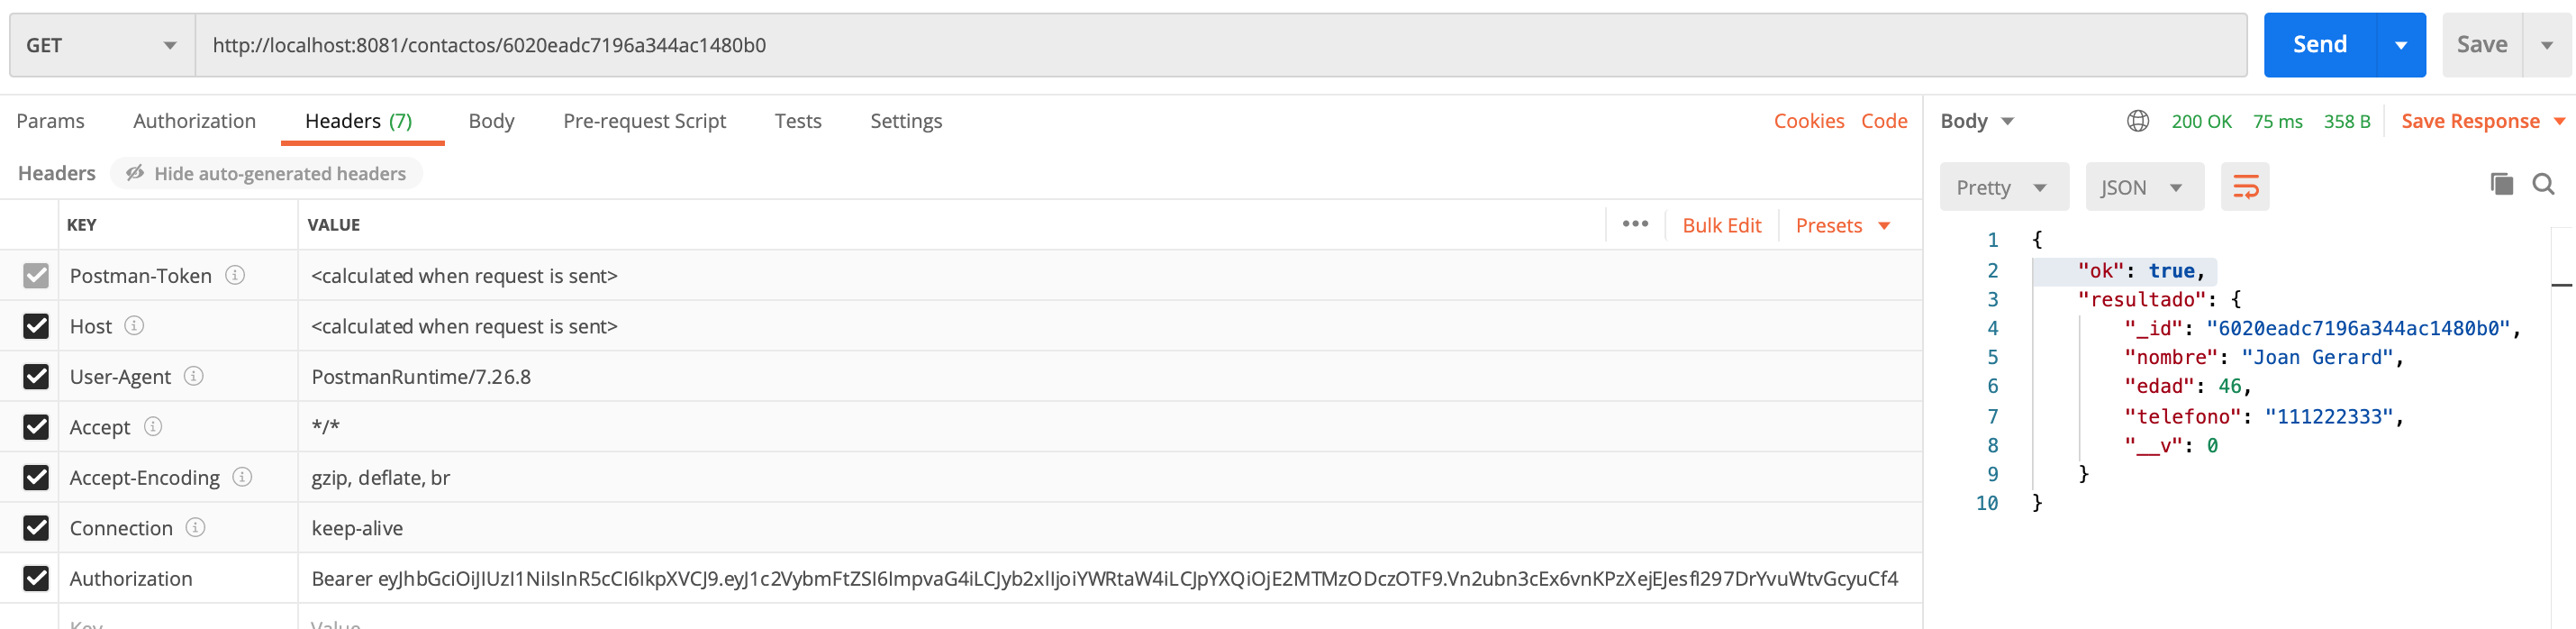 GET http://localhost:8081/contactos/6020eadc7196a344ac1480b0 Send Save
Params Authorization Headers (7) Body Pre-request Script Tests Settings Cookies Code
Headers Hide auto-generated headers
KEY VALUE ••• Bulk Edit Presets
Postman-Token <calculated when request is sent>
Host <calculated when request is sent>
User-Agent PostmanRuntime/7.26.8
Accept */*
Accept-Encoding gzip, deflate, br
Connection keep-alive
Authorization Bearer eyJhbGciOiJIUzI1NiIsInR5cCI6IkpXVCJ9.eyJ1c2VybmFtZSI6ImpvaG4iLCJyb2xlIjoiYWRtaW4iLCJpYXQiOjE2MTMzODczOTF9.Vn2ubn3cEx6vnKPzXejEJesfl297DrYvuWtvGcyuCf4
Key Value
Body 200 OK 75 ms 358 B Save Response
Pretty JSON
1 {
2 "ok": true,
3 "resultado": {
4 "_id": "6020eadc7196a344ac1480b0",
5 "nombre": "Joan Gerard",
6 "edad": 46,
7 "telefono": "111222333",
8 "__v": 0
9 }
10 }